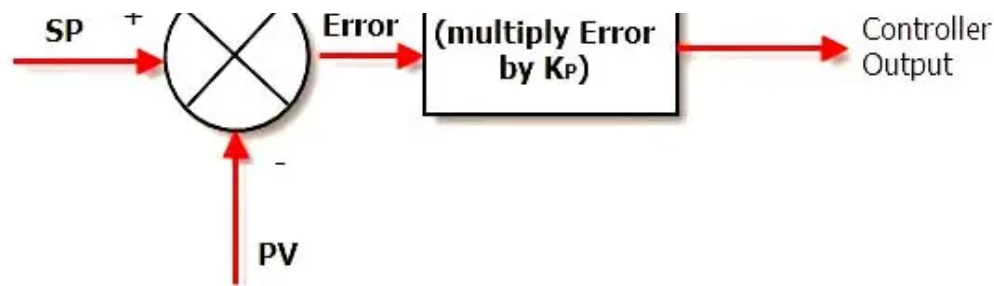 SP
+
Error
(multiply Error
by KP)
Controller
Output
-
PV